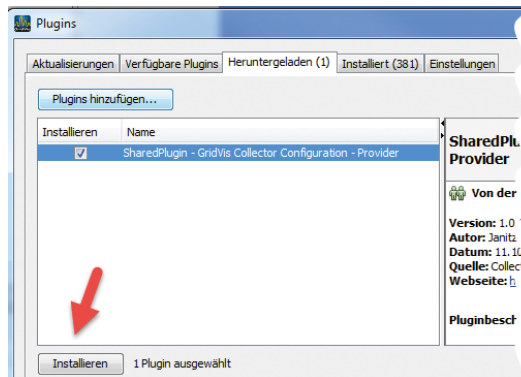 Plugins
Aktualisierungen Verfügbare Plugins Heruntergeladen (1) Installiert (381) Einstellungen
Plugins hinzufügen...
Installieren Name
SharedPlugin - GridVis Collector Configuration - Provider
SharedPlu
Provider
Von der
Version: 1.0
Autor: Janitz
Datum: 11.10
Quelle: Collec
Webseite: h
Pluginbesch
Installieren 1 Plugin ausgewählt